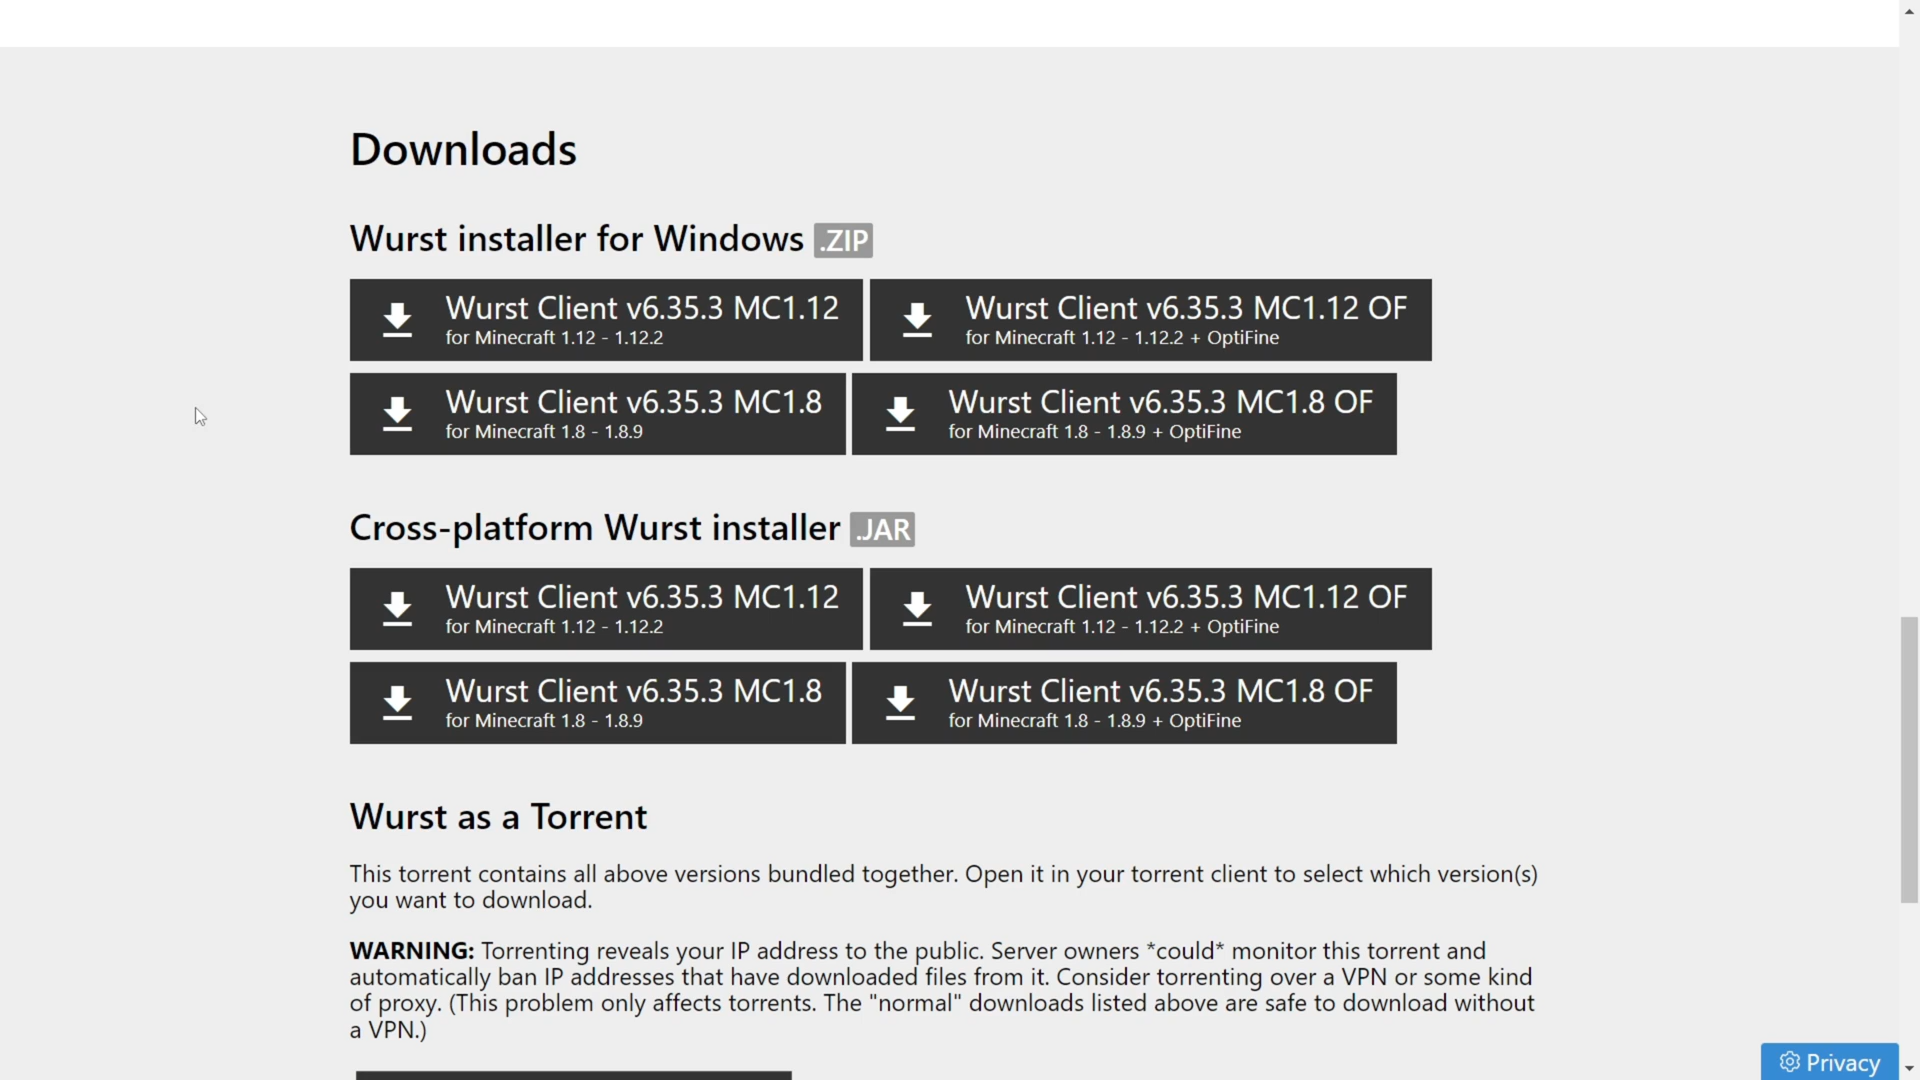 Downloads
Wurst installer for Windows .ZIP
Wurst Client v6.35.3 MC1.12
for Minecraft 1.12 - 1.12.2
Wurst Client v6.35.3 MC1.12 OF
for Minecraft 1.12 - 1.12.2 + OptiFine
Wurst Client v6.35.3 MC1.8
for Minecraft 1.8 - 1.8.9
Wurst Client v6.35.3 MC1.8 OF
for Minecraft 1.8 - 1.8.9 + OptiFine
Cross-platform Wurst installer .JAR
Wurst Client v6.35.3 MC1.12
for Minecraft 1.12 - 1.12.2
Wurst Client v6.35.3 MC1.12 OF
for Minecraft 1.12 - 1.12.2 + OptiFine
Wurst Client v6.35.3 MC1.8
for Minecraft 1.8 - 1.8.9
Wurst Client v6.35.3 MC1.8 OF
for Minecraft 1.8 - 1.8.9 + OptiFine
Wurst as a Torrent
This torrent contains all above versions bundled together. Open it in your torrent client to select which version(s)
you want to download.
WARNING: Torrenting reveals your IP address to the public. Server owners *could* monitor this torrent and
automatically ban IP addresses that have downloaded files from it. Consider torrenting over a VPN or some kind
of proxy. (This problem only affects torrents. The "normal" downloads listed above are safe to download without
a VPN.)
Privacy